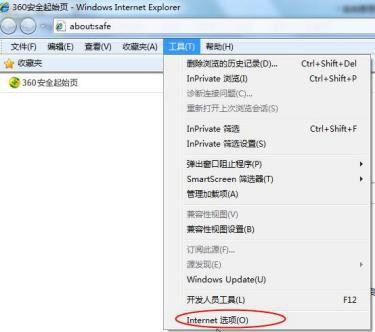 360安全起始页 - Windows Internet Explorer
about:safe
文件(F) 编辑(E) 查看(V) 收藏夹(A) 工具(T) 帮助(H)
收藏夹
360安全起始页
删除浏览的历史记录(D)... Ctrl+Shift+Del
InPrivate 浏览(I) Ctrl+Shift+P
诊断连接问题(C)...
重新打开上次浏览会话(S)
InPrivate 筛选 Ctrl+Shift+F
InPrivate 筛选设置(S)
弹出窗口阻止程序(P)
SmartScreen 筛选器(T)
管理加载项(A)
兼容性视图(V)
兼容性视图设置(B)
订阅此源(F)...
源发现(E)
Windows Update(U)
开发人员工具(L) F12
Internet 选项(O)